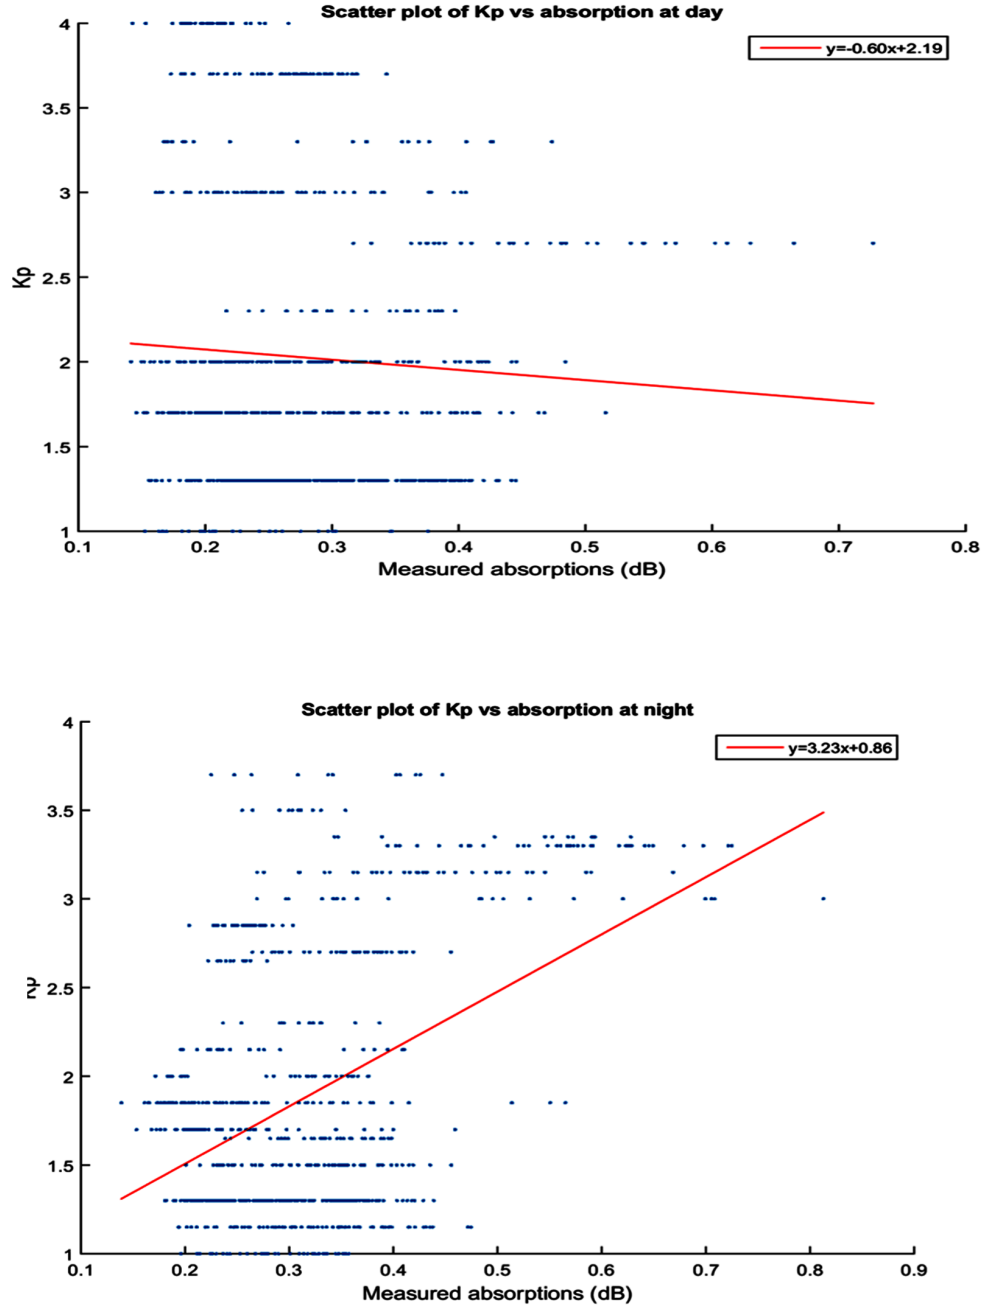 Scatter plot of Kp vs absorption at day
y=-0.60x+2.19
4
3.5
3
2.5
2
1.5
1
Kp
0.1 0.2 0.3 0.4 0.5 0.6 0.7 0.8
Measured absorptions (dB)
Scatter plot of Kp vs absorption at night
y=3.23x+0.86
4
3.5
3
2.5
2
1.5
1
Kp
0.1 0.2 0.3 0.4 0.5 0.6 0.7 0.8 0.9
Measured absorptions (dB)